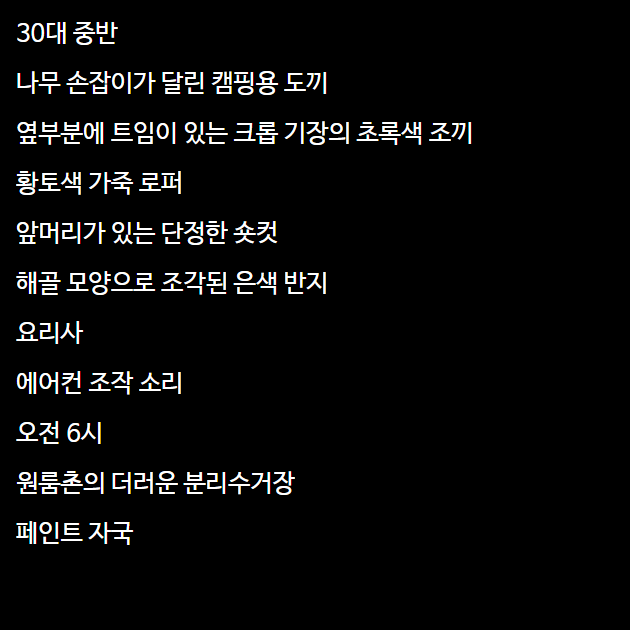 30대 중반
나무 손잡이가 달린 캠핑용 도끼
옆부분에 트임이 있는 크롭 기장의 초록색 조끼
황토색 가죽 로퍼
앞머리가 있는 단정한 숏컷
해골 모양으로 조각된 은색 반지
요리사
에어컨 조작 소리
오전 6시
원룸촌의 더러운 분리수거장
페인트 자국